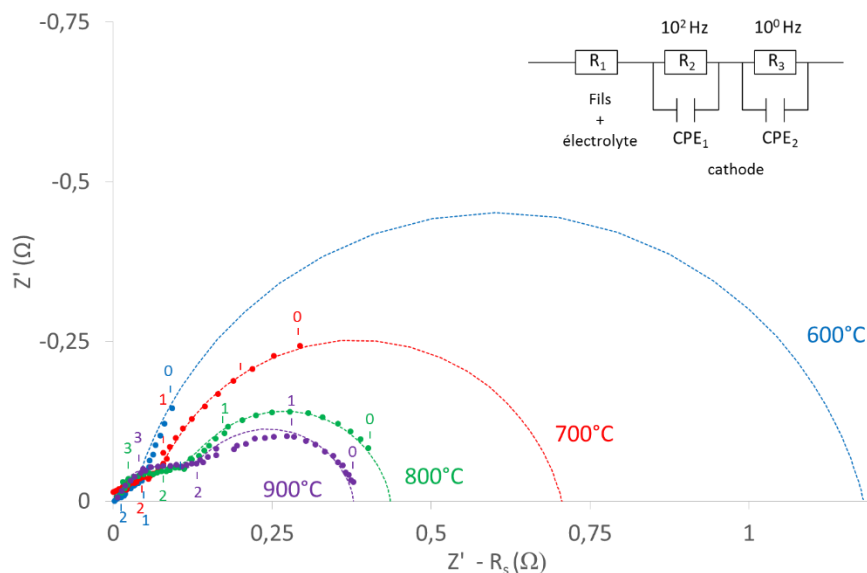 -0,75
10² Hz 10⁰ Hz
R₁ R₂ R₃
Fils
+
électrolyte
CPE₁ CPE₂
cathode
-0,5
Z' (Ω)
-0,25
0
0
1
1
0
3
3
2
2
2
1
2
1
0
0
600°C
700°C
800°C
900°C
0
0 0,25 0,5 0,75 1
Z' - Rₛ (Ω)